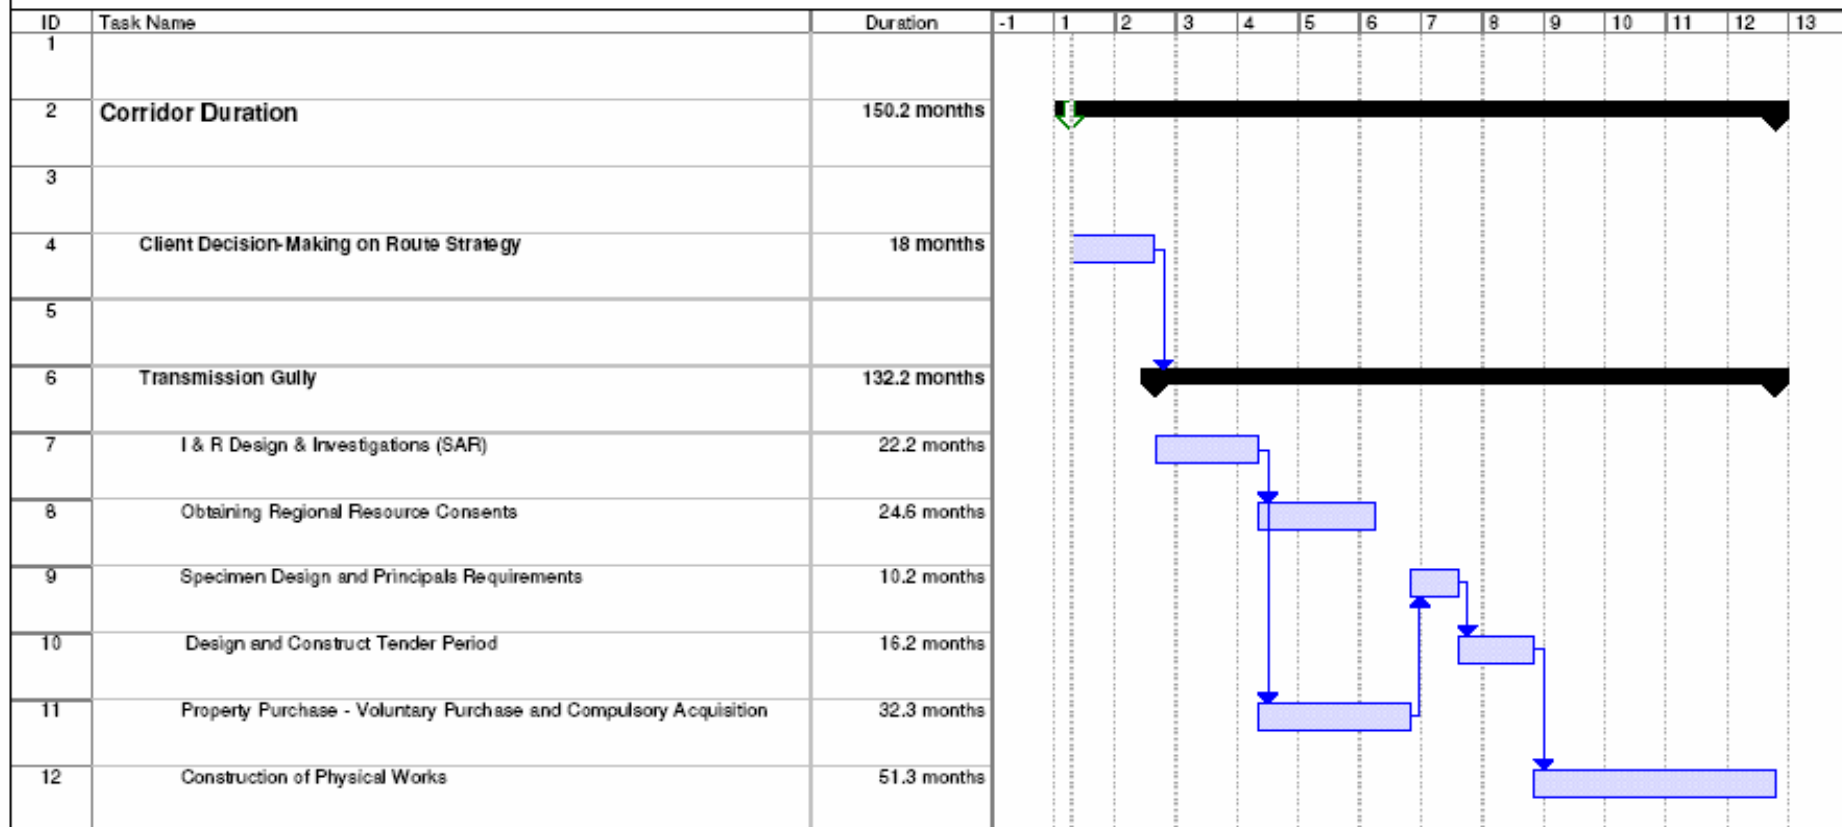 ID Task Name Duration -1 1 2 3 4 5 6 7 8 9 10 11 12 13
1
2 Corridor Duration 150.2 months
3
4 Client Decision-Making on Route Strategy 18 months
5
6 Transmission Gully 132.2 months
7 I & R Design & Investigations (SAR) 22.2 months
8 Obtaining Regional Resource Consents 24.6 months
9 Specimen Design and Principals Requirements 10.2 months
10 Design and Construct Tender Period 16.2 months
11 Property Purchase - Voluntary Purchase and Compulsory Acquisition 32.3 months
12 Construction of Physical Works 51.3 months